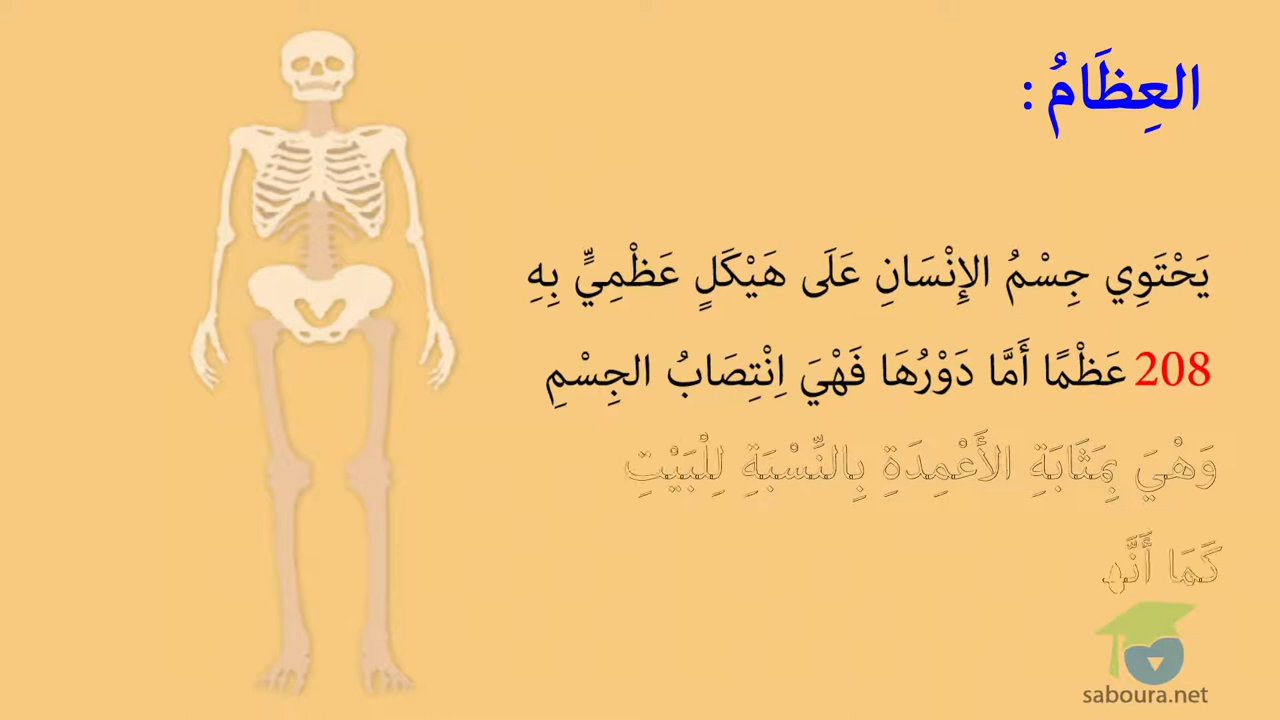 العِظَامُ :
يَحْتَوِي جِسْمُ الإِنْسَانِ عَلَى هَيْكَلٍ عَظْمِيٍّ بِهِ
208 عَظْمًا أَمَّا دَوْرُهَا فَهْيَ اِنْتِصَابُ الجِسْمِ
وَهْيَ بِمَثَابَةِ الأَعْمِدَةِ بِالنِّسْبَةِ لِلْبَيْتِ
كَمَا
saboura.net